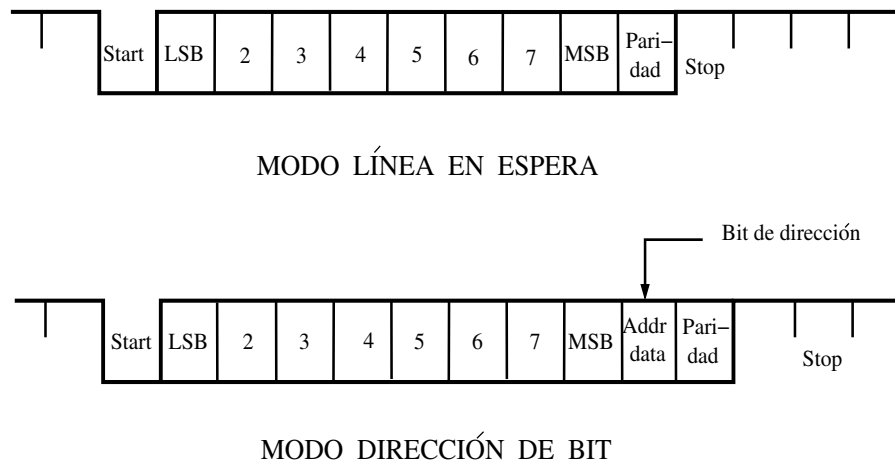 Start LSB 2 3 4 5 6 7 MSB Pari–
dad Stop
MODO LÍNEA EN ESPERA
Bit de dirección
Start LSB 2 3 4 5 6 7 MSB Addr
data Pari–
dad Stop
MODO DIRECCIÓN DE BIT